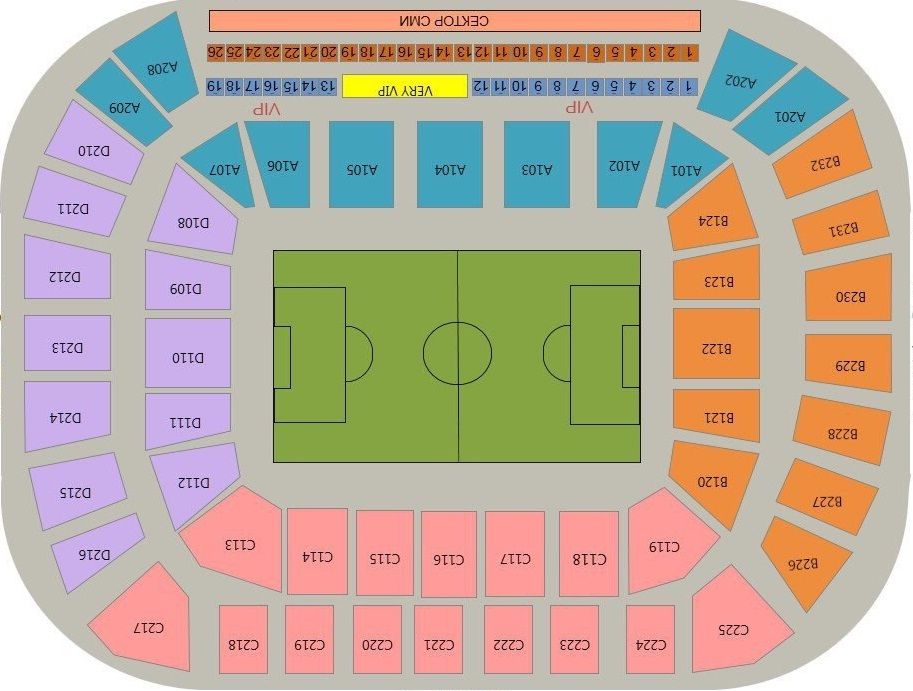 C225 C224 C223 C222 C221 C220 C219 C218 C217
B226 C119 C118 C117 C116 C115 C114 C113 D216
B227 B120 D112 D215
B228 B121 D111 D214
B229 B122 D110 D213
B230 B123 D109 D212
B231 B124 D108 D211
B232 A101 A102 A103 A104 A105 A106 A107 D210
A201 VIP VIP A209
A202 1 2 3 4 5 6 7 8 9 10 11 12 VERY VIP 13 14 15 16 17 18 19 A208
1 2 3 4 5 6 7 8 9 10 11 12 13 14 15 16 17 18 19 20 21 22 23 24 25 26
СЕКТОР СМИ